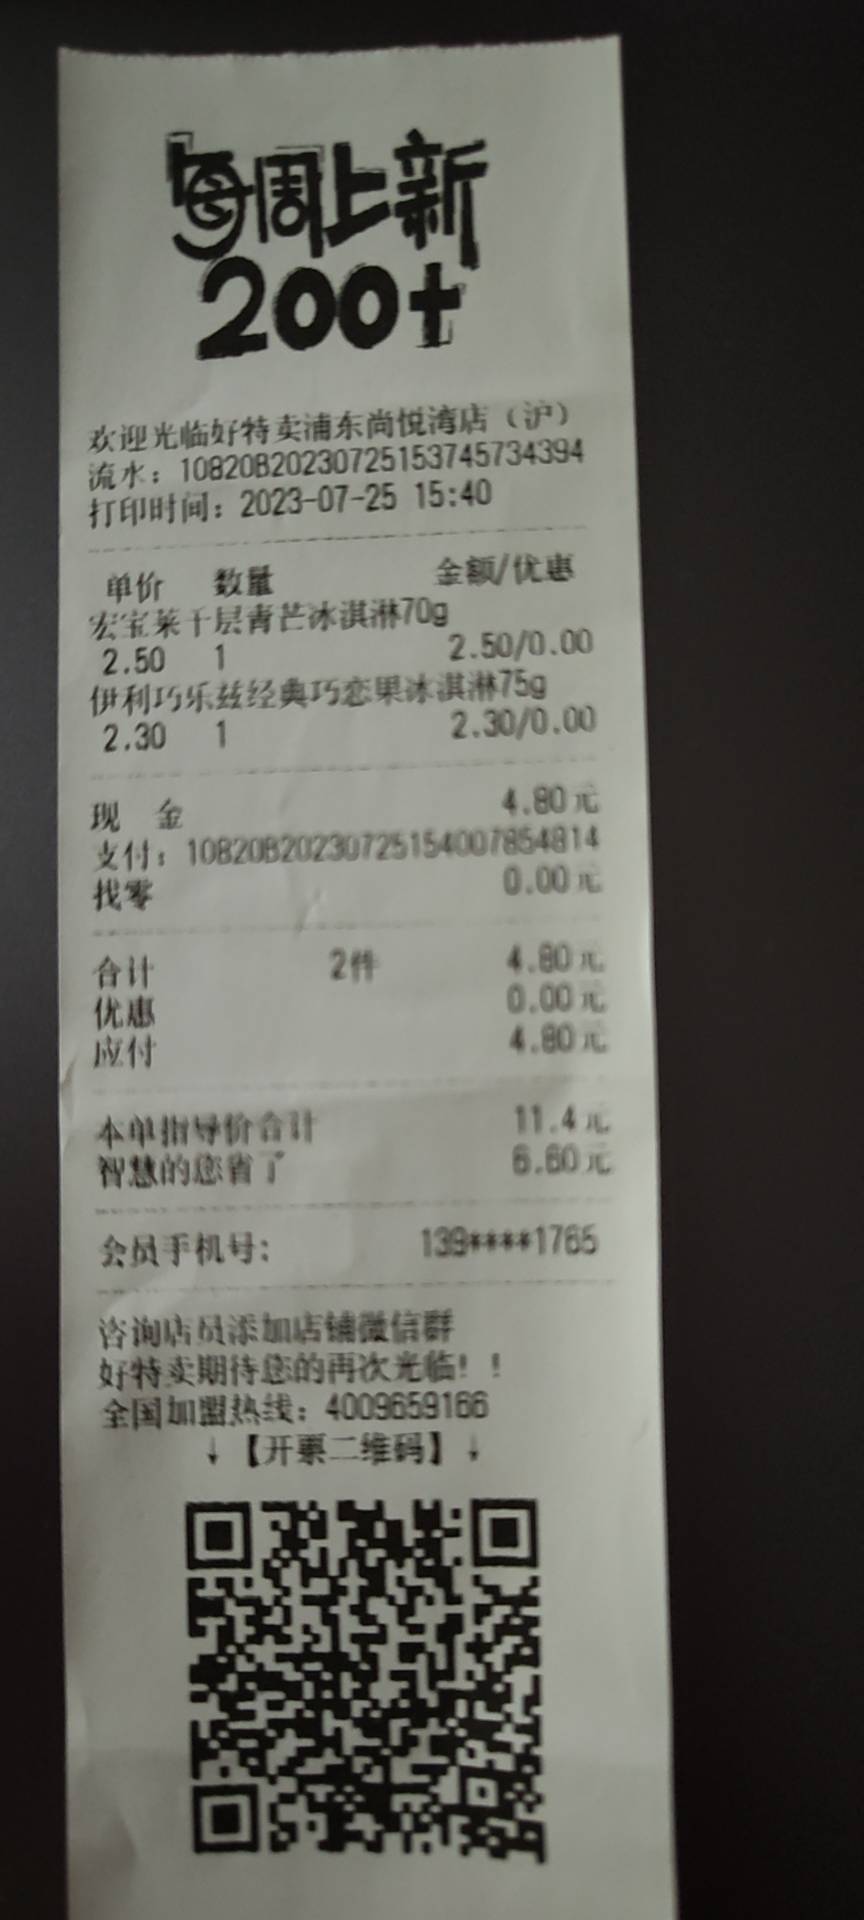 每周上新
200+
欢迎光临好特卖浦东尚悦湾店（沪）
流水：10820B20230725153745734394
打印时间：2023-07-25 15:40
单价 数量 金额/优惠
宏宝莱千层青芒冰淇淋70g
2.50 1 2.50/0.00
伊利巧乐兹经典巧恋果冰淇淋75g
2.30 1 2.30/0.00
现 金 4.80元
支付：10820B20230725154007854814
找零 0.00元
合计 2件 4.80元
优惠 0.00元
应付 4.80元
本单指导价合计 11.4元
智慧的您省了 6.60元
会员手机号: 139****1765
咨询店员添加店铺微信群
好特卖期待您的再次光临！！
全国加盟热线：4009659166
↓【开票二维码】↓